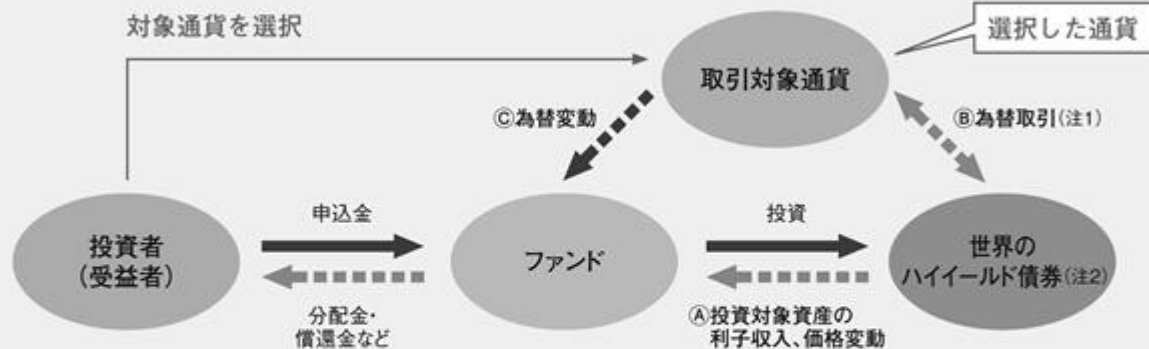 対象通貨を選択
選択した通貨
取引対象通貨
Ⓒ為替変動
Ⓑ為替取引(注1)
投資者
(受益者)
申込金
ファンド
投資
世界の
ハイイールド債券(注2)
分配金・
償還金など
Ⓐ投資対象資産の
利子収入、価格変動